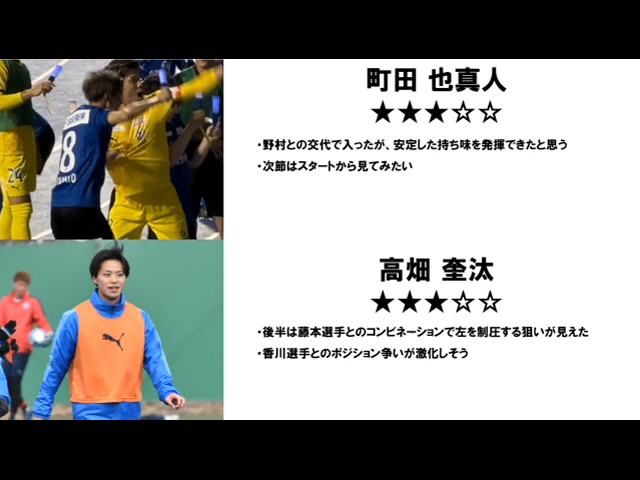 町田 也真人
★★★☆☆
・野村との交代で入ったが、安定した持ち味を発揮できたと思う
・次節はスタートから見てみたい
8
24
高畑 奎汰
★★★☆☆
・後半は藤本選手とのコンビネーションで左を制圧する狙いが見えた
・香川選手とのポジション争いが激化しそう